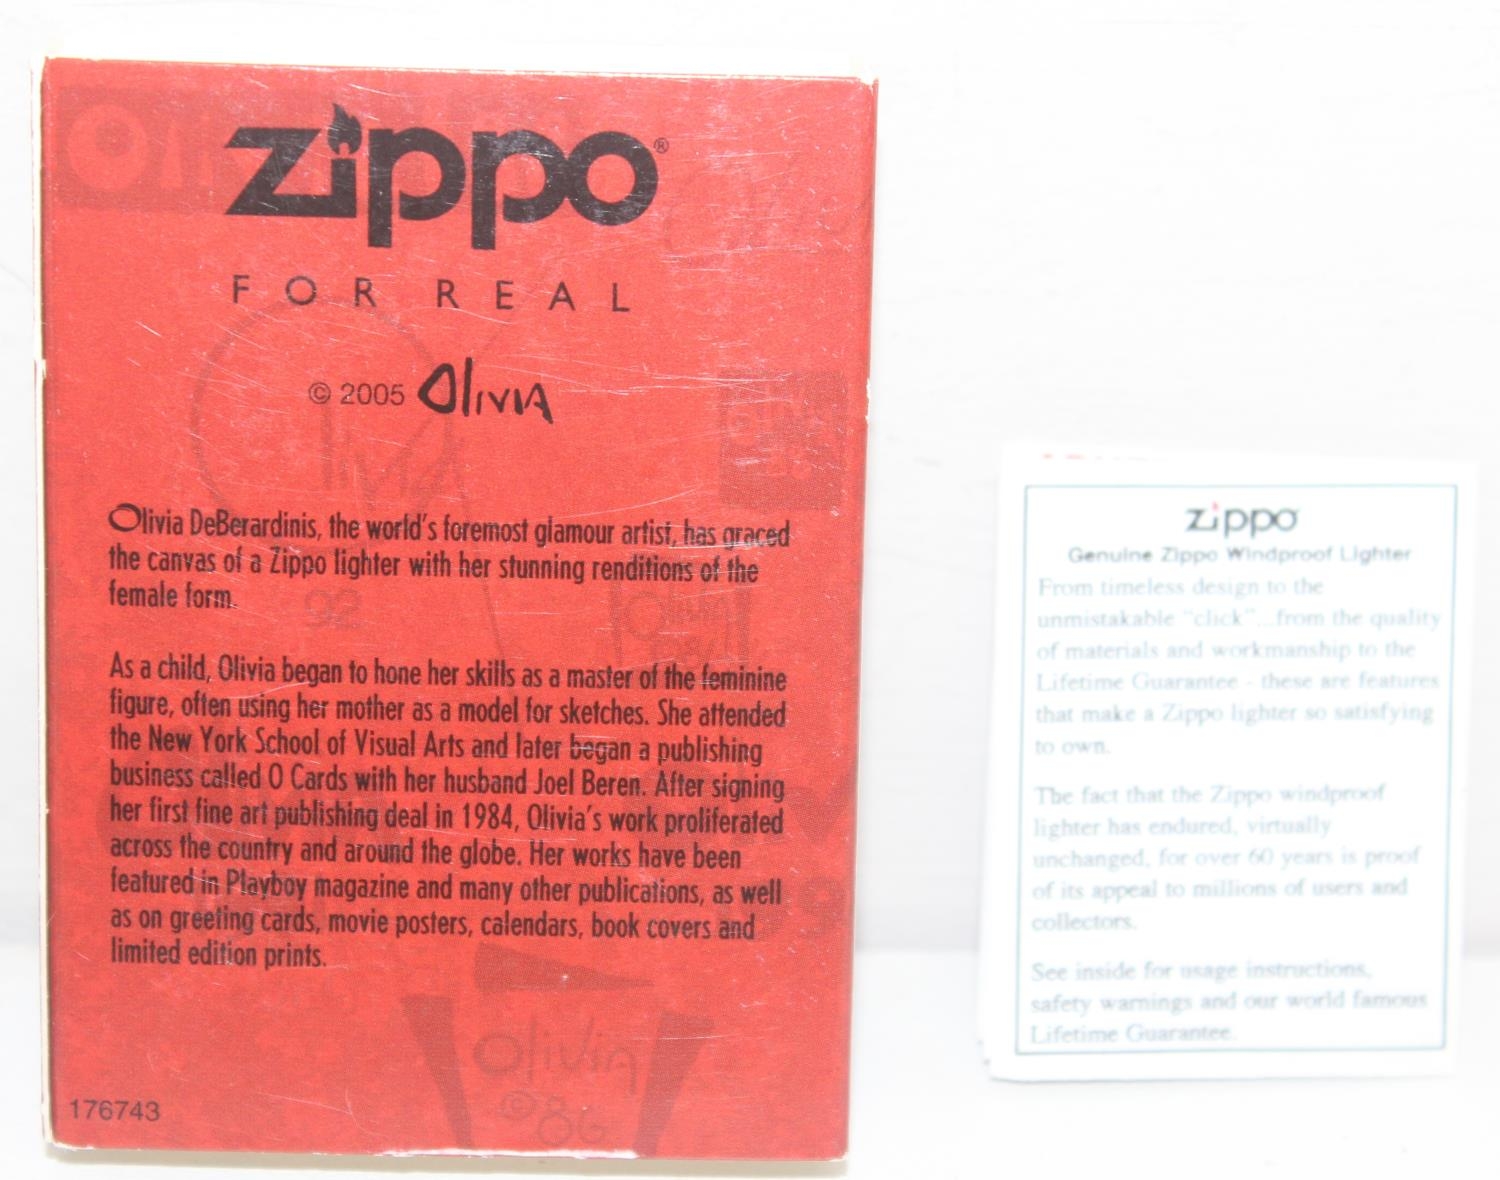 zippo®
FOR REAL
© 2005 OlIVIA
Olivia DeBerardinis, the world's foremost glamour artist, has graced
the canvas of a Zippo lighter with her stunning renditions of the
female form.
As a child, Olivia began to hone her skills as a master of the feminine
figure, often using her mother as a model for sketches. She attended
the New York School of Visual Arts and later began a publishing
business called O Cards with her husband Joel Beren. After signing
her first fine art publishing deal in 1984, Olivia's work proliferated
across the country and around the globe. Her works have been
featured in Playboy magazine and many other publications, as well
as on greeting cards, movie posters, calendars, book covers and
limited edition prints.
Olivia
92
Olivia
© 86
176743
zippo
Genuine Zippo Windproof Lighter
From timeless design to the
unmistakable "click"...from the quality
of materials and workmanship to the
Lifetime Guarantee - these are features
that make a Zippo lighter so satisfying
to own.
The fact that the Zippo windproof
lighter has endured, virtually
unchanged, for over 60 years is proof
of its appeal to millions of users and
collectors.
See inside for usage instructions,
safety warnings and our world famous
Lifetime Guarantee.